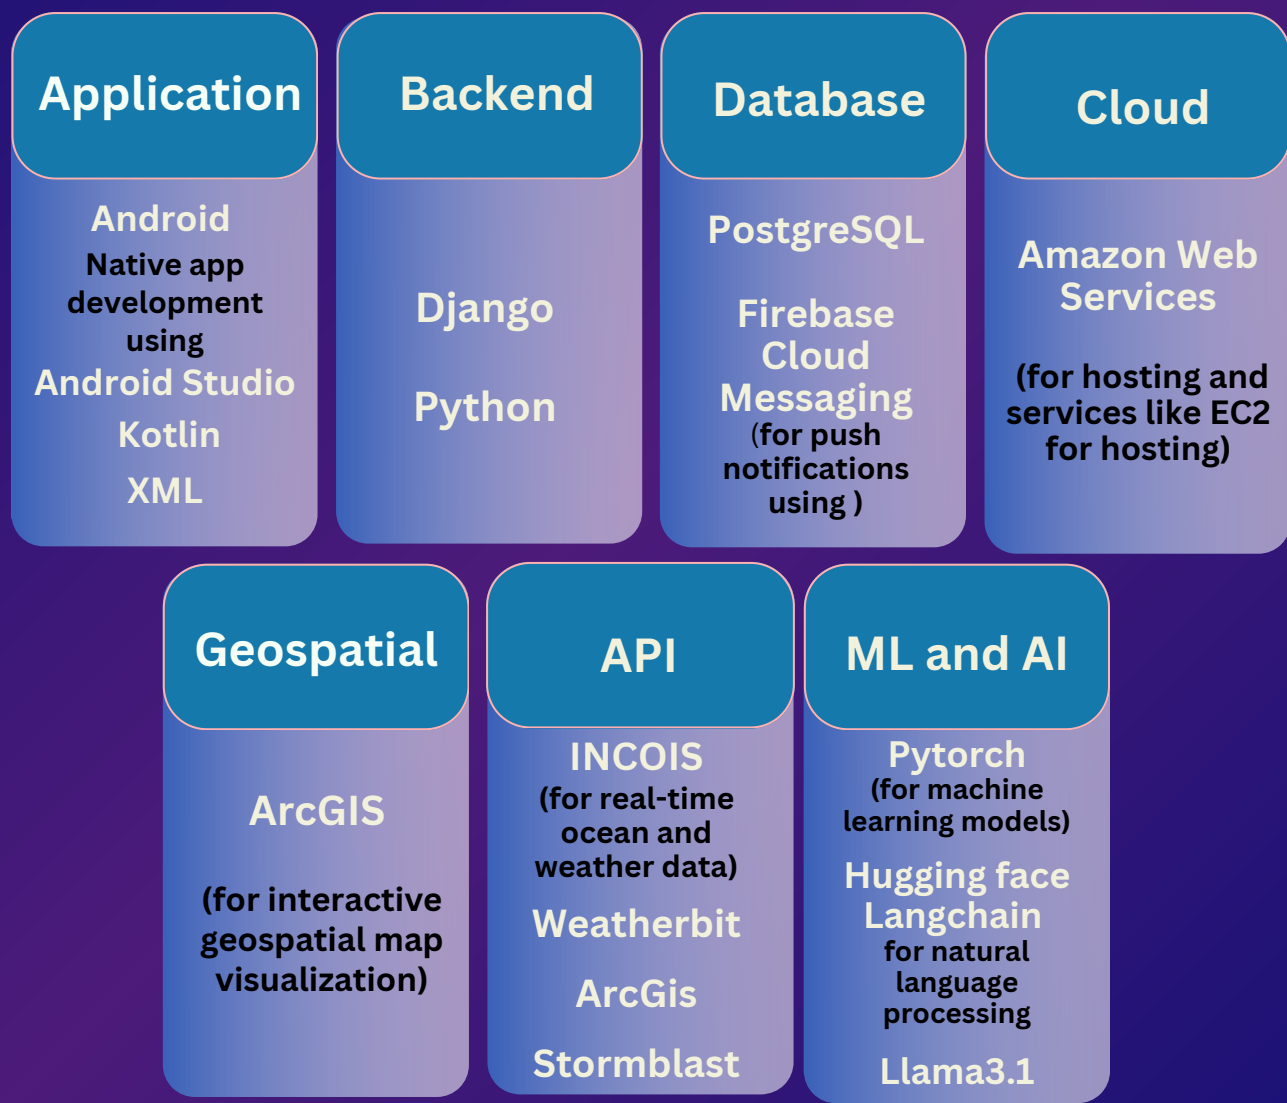 Application
Android
Native app
development
using
Android Studio
Kotlin
XML
Backend
Django
Python
Database
PostgreSQL
Firebase
Cloud
Messaging
(for push
notifications
using )
Cloud
Amazon Web
Services
(for hosting and
services like EC2
for hosting)
Geospatial
ArcGIS
(for interactive
geospatial map
visualization)
API
INCOIS
(for real-time
ocean and
weather data)
Weatherbit
ArcGis
Stormblast
ML and AI
Pytorch
(for machine
learning models)
Hugging face
Langchain
for natural
language
processing
Llama3.1